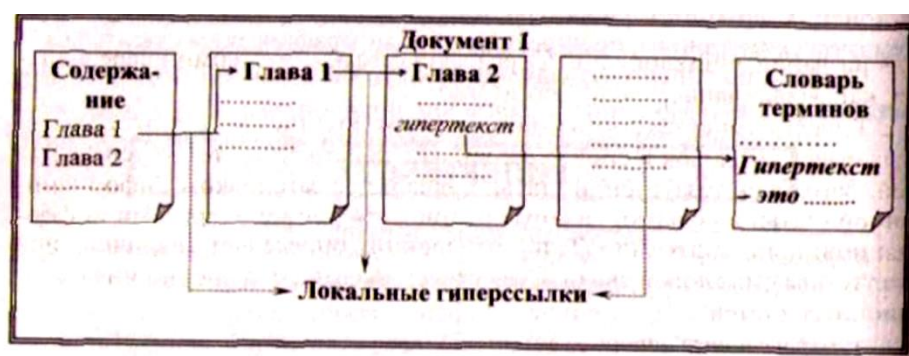 Документ 1
Содержа-
ние
Глава 1
Глава 2
..............
Глава 1
..............
..............
..............
Глава 2
..............
гипертекст
..............
..............
..............
..............
..............
..............
Словарь
терминов
..................
Гипертекст
это ........
Локальные гиперссылки